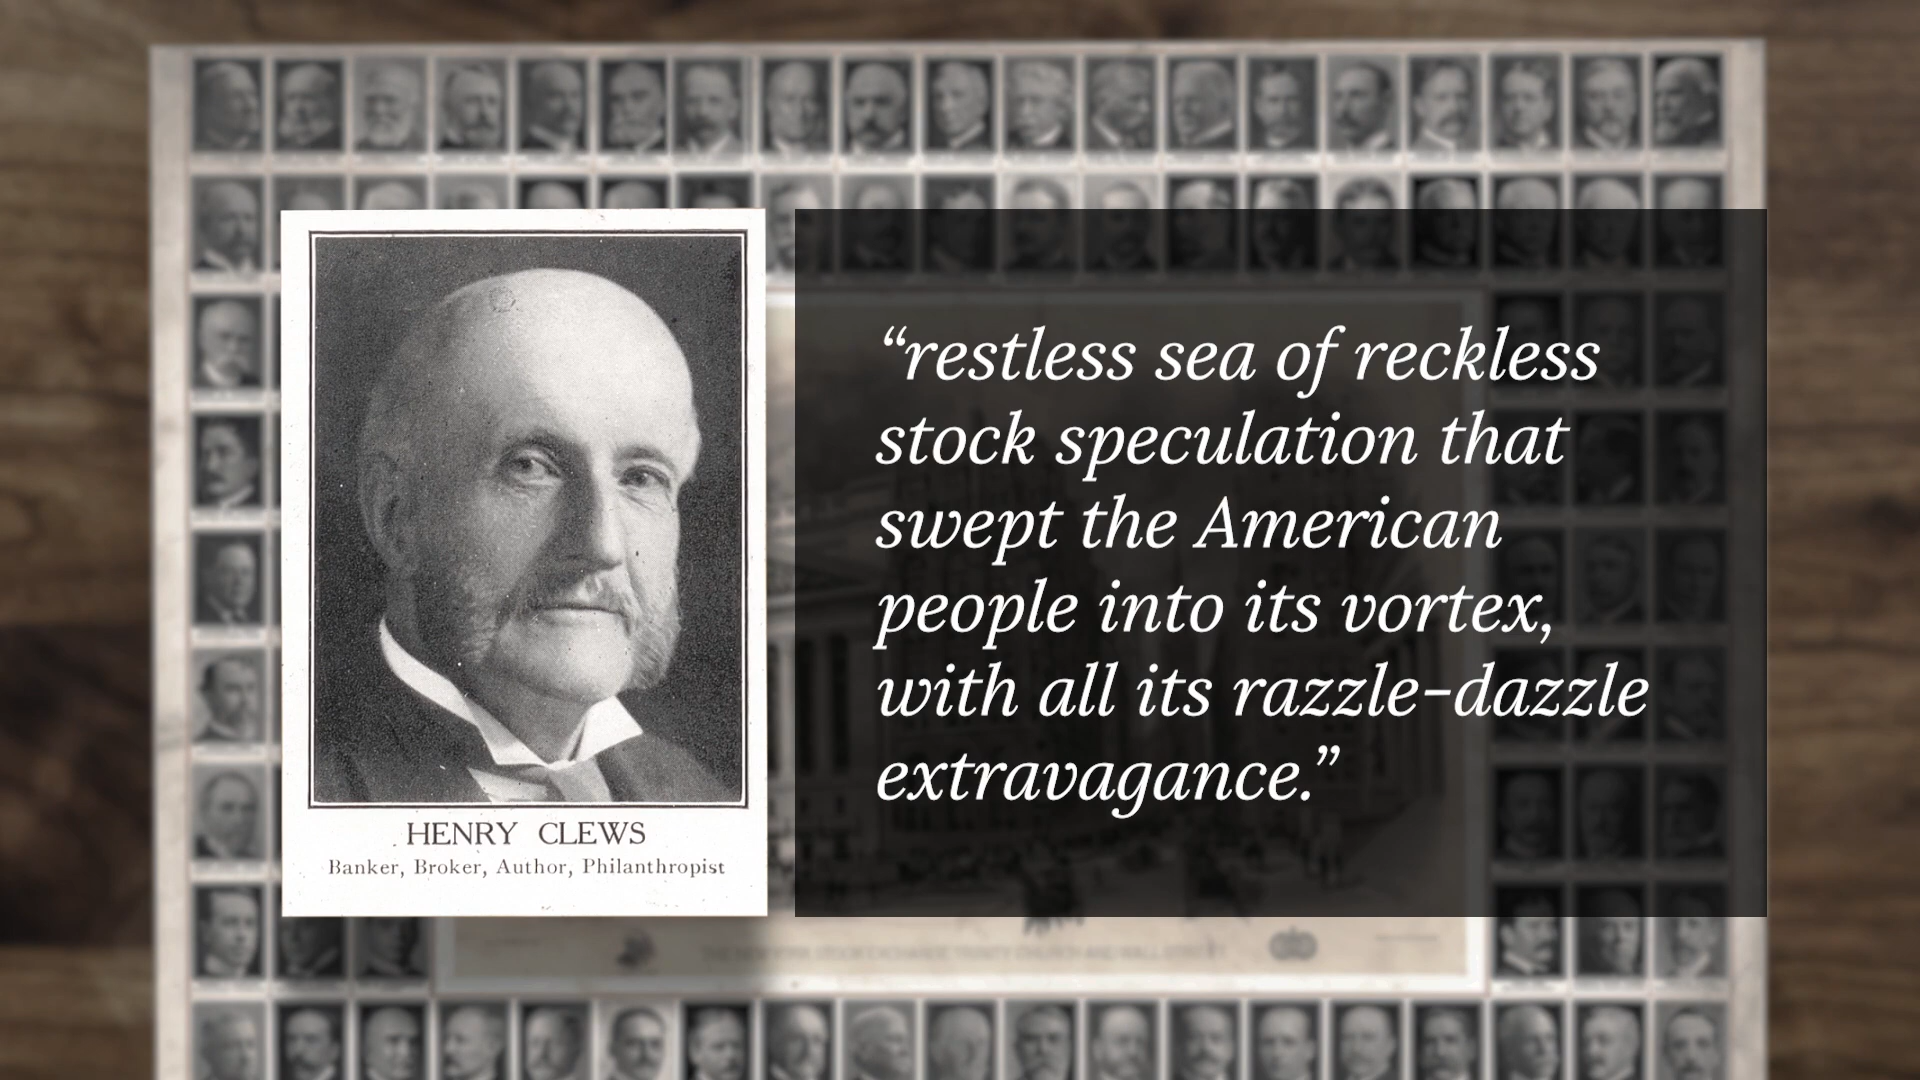 HENRY CLEWS
Banker, Broker, Author, Philanthropist
“restless sea of reckless
stock speculation that
swept the American
people into its vortex,
with all its razzle-dazzle
extravagance.”